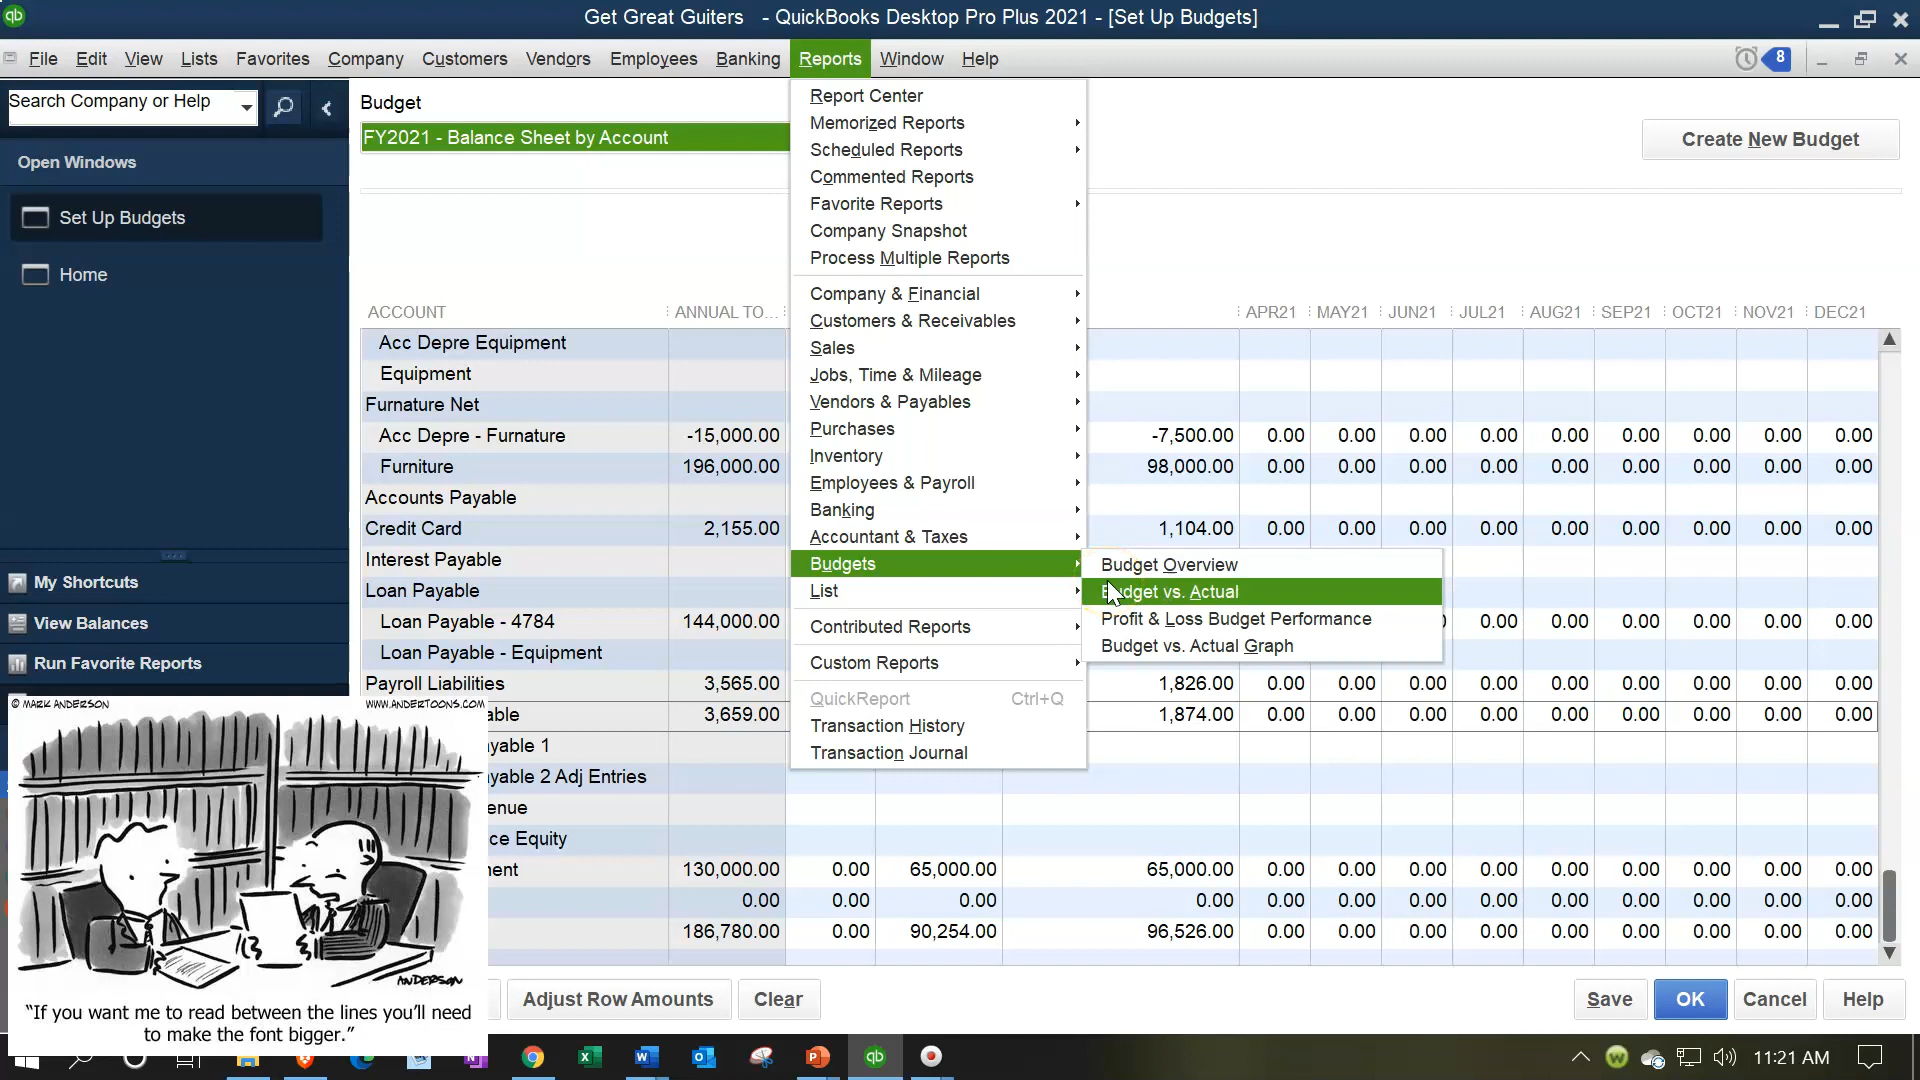 Get Great Guiters - QuickBooks Desktop Pro Plus 2021 - [Set Up Budgets]
File Edit View Lists Favorites Company Customers Vendors Employees Banking Reports Window Help
8
Search Company or Help
Open Windows
Set Up Budgets
Home
My Shortcuts
View Balances
Run Favorite Reports
Budget
FY2021 - Balance Sheet by Account
Create New Budget
Report Center
Memorized Reports
Scheduled Reports
Commented Reports
Favorite Reports
Company Snapshot
Process Multiple Reports
Company & Financial
Customers & Receivables
Sales
Jobs, Time & Mileage
Vendors & Payables
Purchases
Inventory
Employees & Payroll
Banking
Accountant & Taxes
Budgets
List
Contributed Reports
Custom Reports
QuickReport Ctrl+Q
Transaction History
Transaction Journal
Budget Overview
Budget vs. Actual
Profit & Loss Budget Performance
Budget vs. Actual Graph
ACCOUNT ANNUAL TO... APR21 MAY21 JUN21 JUL21 AUG21 SEP21 OCT21 NOV21 DEC21
Acc Depre Equipment
Equipment
Furnature Net
Acc Depre - Furnature -15,000.00 -7,500.00 0.00 0.00 0.00 0.00 0.00 0.00 0.00 0.00 0.00
Furniture 196,000.00 98,000.00 0.00 0.00 0.00 0.00 0.00 0.00 0.00 0.00 0.00
Accounts Payable
Credit Card 2,155.00 1,104.00 0.00 0.00 0.00 0.00 0.00 0.00 0.00 0.00 0.00
Interest Payable
Loan Payable
Loan Payable - 4784 144,000.00 0.00 0.00 0.00 0.00 0.00 0.00
Loan Payable - Equipment
Payroll Liabilities 3,565.00 1,826.00 0.00 0.00 0.00 0.00 0.00 0.00 0.00 0.00 0.00
able 3,659.00 1,874.00 0.00 0.00 0.00 0.00 0.00 0.00 0.00 0.00 0.00
ayable 1
ayable 2 Adj Entries
enue
ce Equity
ent 130,000.00 0.00 65,000.00 65,000.00 0.00 0.00 0.00 0.00 0.00 0.00 0.00 0.00 0.00
0.00 0.00 0.00 0.00 0.00 0.00 0.00 0.00 0.00 0.00 0.00 0.00 0.00
186,780.00 0.00 90,254.00 96,526.00 0.00 0.00 0.00 0.00 0.00 0.00 0.00 0.00 0.00
Adjust Row Amounts Clear Save OK Cancel Help
© MARK ANDERSON WWW.ANDERTOONS.COM
ANDERSON
“If you want me to read between the lines you’ll need
to make the font bigger.”
11:21 AM